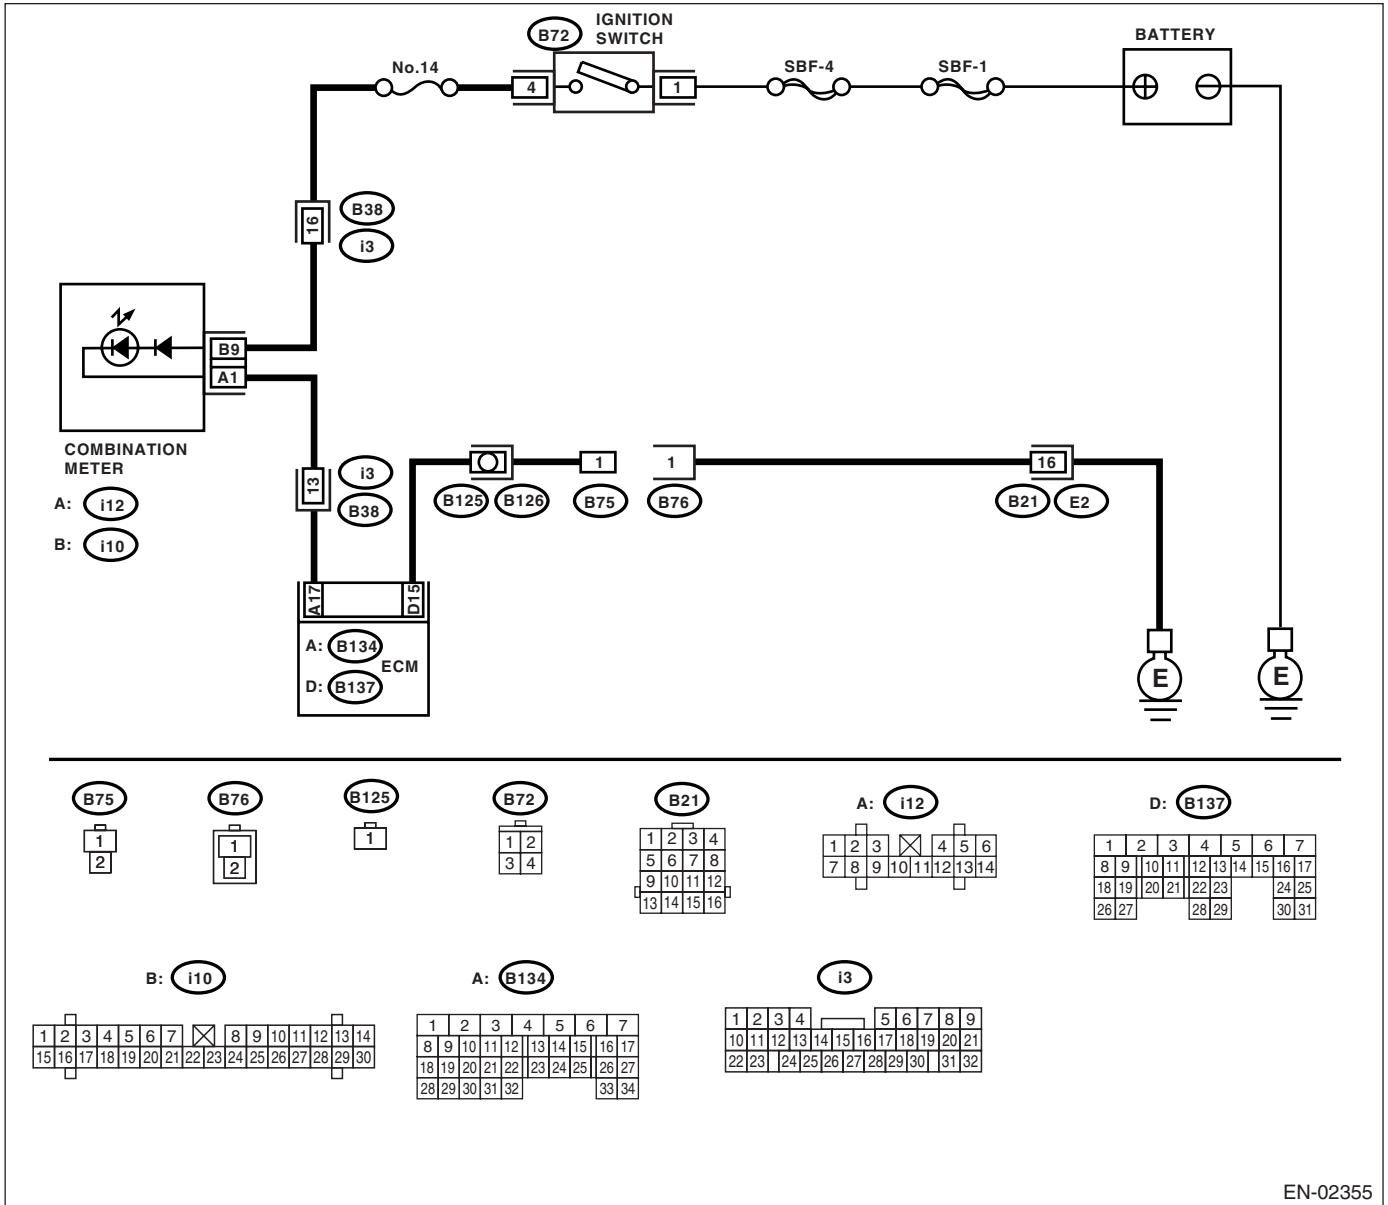 IGNITION
SWITCH
B72
BATTERY
No.14
4
1
SBF-4
SBF-1
16
B38
i3
B9
A1
COMBINATION
METER
A: i12
B: i10
13
i3
B38
1
1
16
B125
B126
B75
B76
B21
E2
A17
D15
A: B134
ECM
D: B137
E
E
B75
B76
B125
B72
B21
A: i12
D: B137
1
2
1
2
1
1 2
3 4
1 2 3 4
5 6 7 8
9 10 11 12
13 14 15 16
1 2 3 4 5 6
7 8 9 10 11 12 13 14
1 2 3 4 5 6 7
8 9 10 11 12 13 14 15 16 17
18 19 20 21 22 23 24 25
26 27 28 29 30 31
B: i10
A: B134
i3
1 2 3 4 5 6 7 8 9 10 11 12 13 14
15 16 17 18 19 20 21 22 23 24 25 26 27 28 29 30
1 2 3 4 5 6 7
8 9 10 11 12 13 14 15 16 17
18 19 20 21 22 23 24 25 26 27
28 29 30 31 32 33 34
1 2 3 4 5 6 7 8 9
10 11 12 13 14 15 16 17 18 19 20 21
22 23 24 25 26 27 28 29 30 31 32
EN-02355